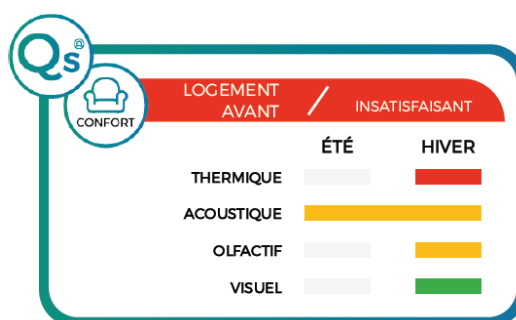 Qs@
CONFORT
LOGEMENT
AVANT / INSATISFAISANT
ÉTÉ HIVER
THERMIQUE
ACOUSTIQUE
OLFACTIF
VISUEL